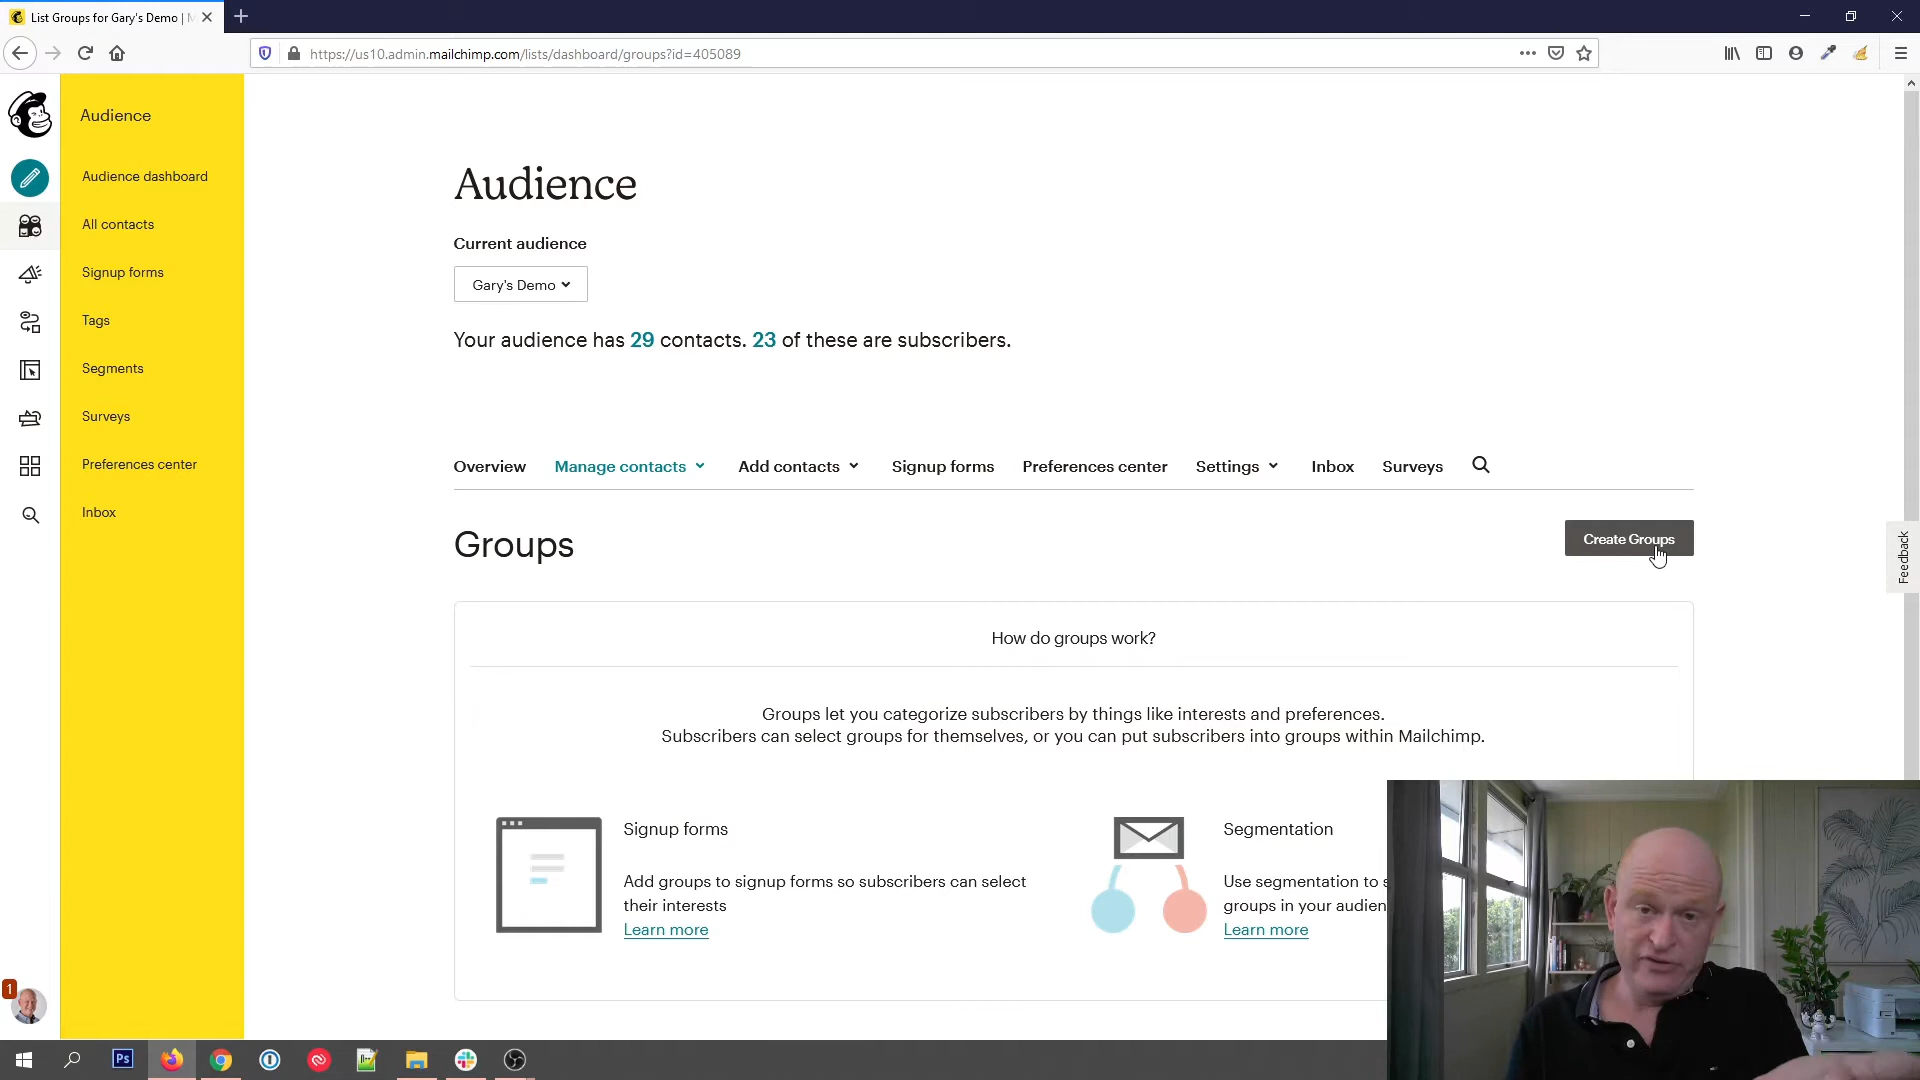 List Groups for Gary's Demo | M
https://us10.admin.mailchimp.com/lists/dashboard/groups?id=405089
Audience
Audience dashboard
All contacts
Signup forms
Tags
Segments
Surveys
Preferences center
Inbox
1
Audience
Current audience
Gary's Demo
Your audience has 29 contacts. 23 of these are subscribers.
Overview Manage contacts Add contacts Signup forms Preferences center Settings Inbox Surveys
Groups
Create Groups
Feedback
How do groups work?
Groups let you categorize subscribers by things like interests and preferences.
Subscribers can select groups for themselves, or you can put subscribers into groups within Mailchimp.
Signup forms
Add groups to signup forms so subscribers can select
their interests
Learn more
Segmentation
Use segmentation to s
groups in your audien
Learn more
Ps